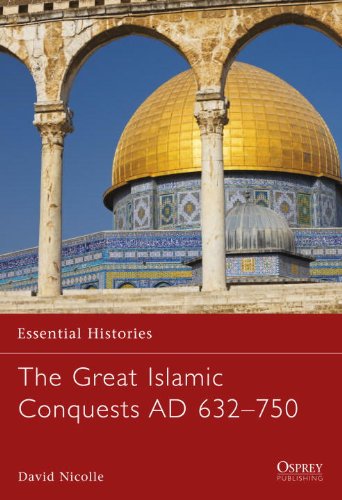 Essential Histories
The Great Islamic
Conquests AD 632–750
David Nicolle
OSPREY
PUBLISHING